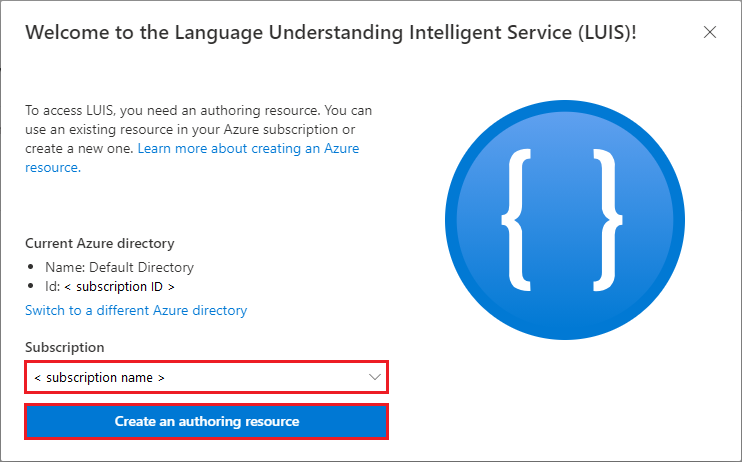 Welcome to the Language Understanding Intelligent Service (LUIS)!
To access LUIS, you need an authoring resource. You can
use an existing resource in your Azure subscription or
create a new one. Learn more about creating an Azure
resource.
Current Azure directory
• Name: Default Directory
• Id: < subscription ID >
Switch to a different Azure directory
Subscription
< subscription name >
Create an authoring resource
{ }